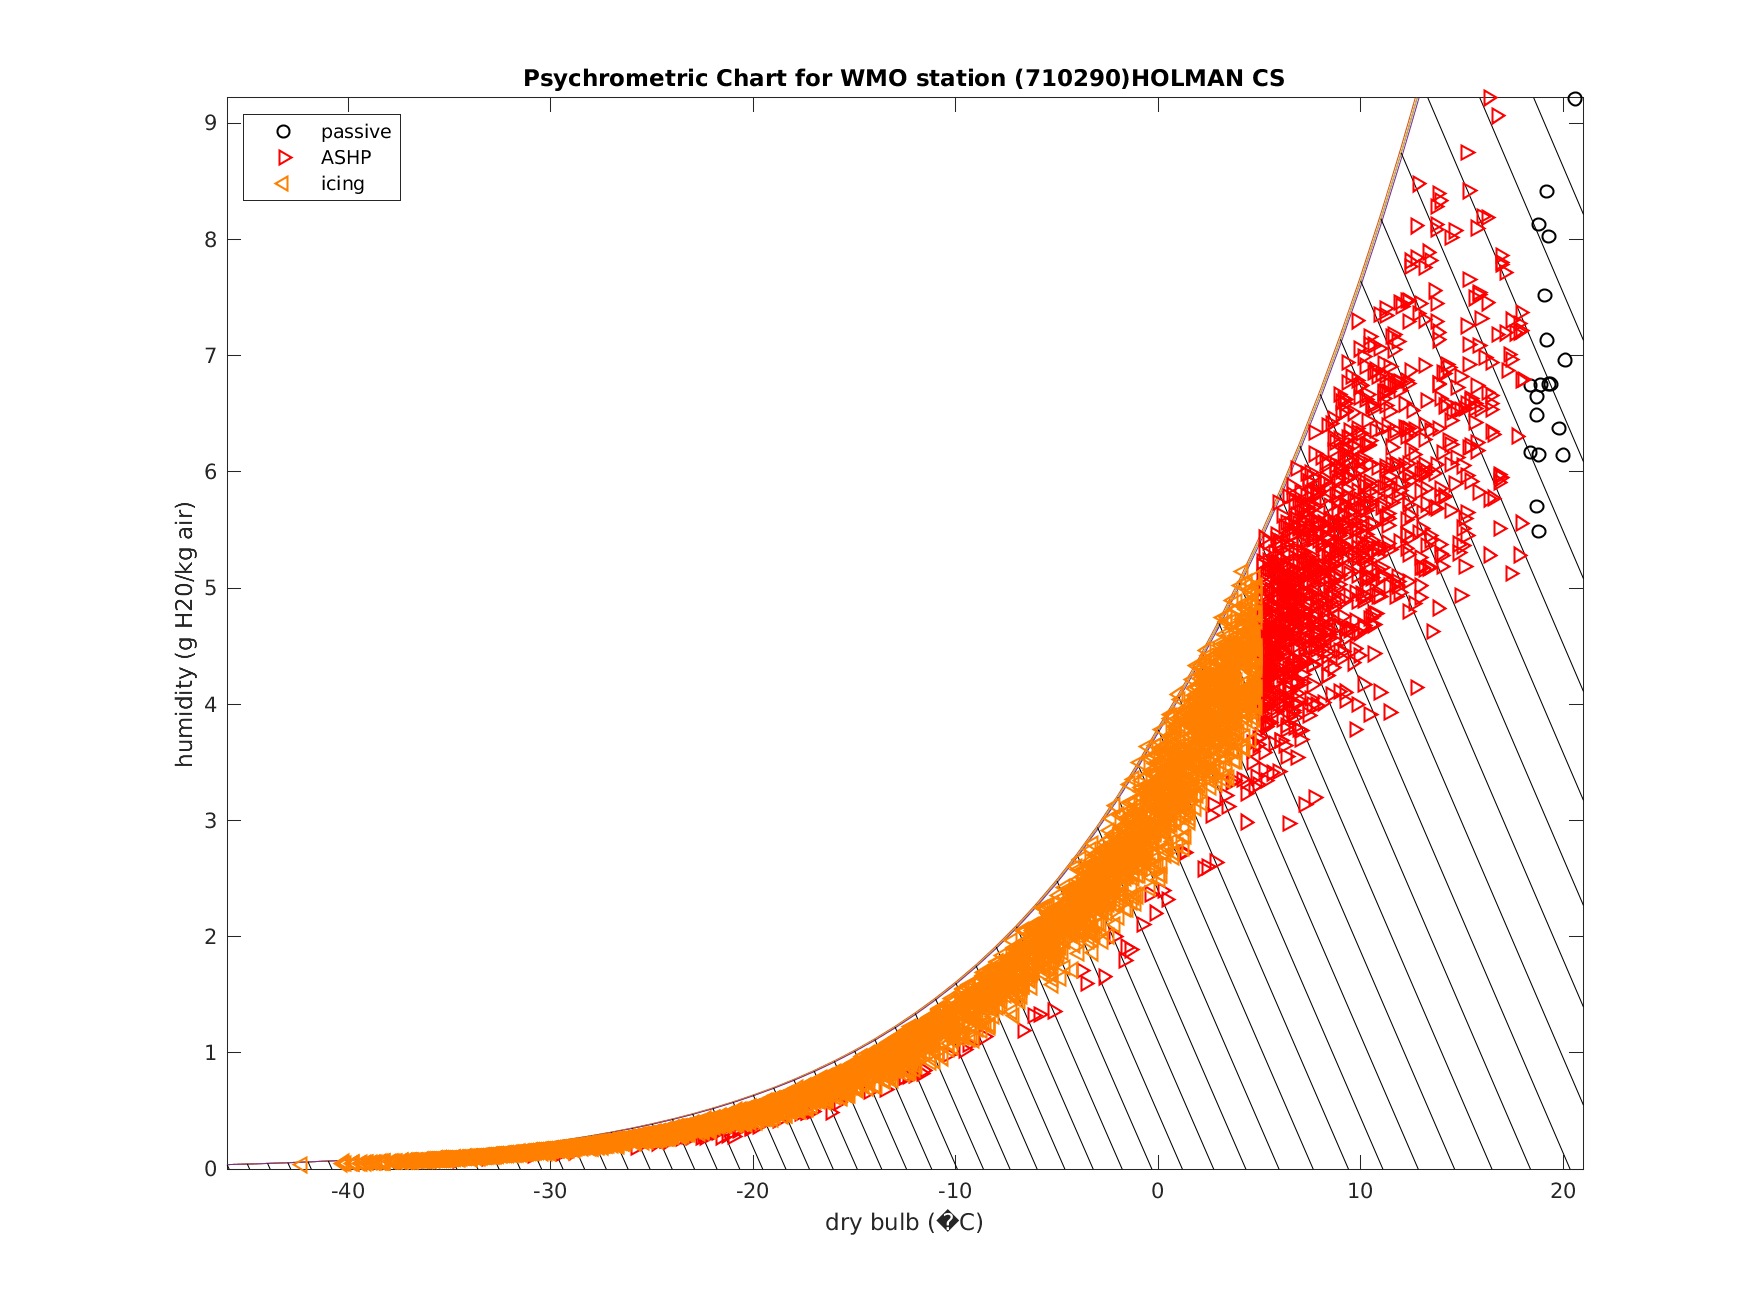 Psychrometric Chart for WMO station (710290)HOLMAN CS
passive
ASHP
icing
humidity (g H20/kg air)
9
8
7
6
5
4
3
2
1
0
-40 -30 -20 -10 0 10 20
dry bulb (�C)